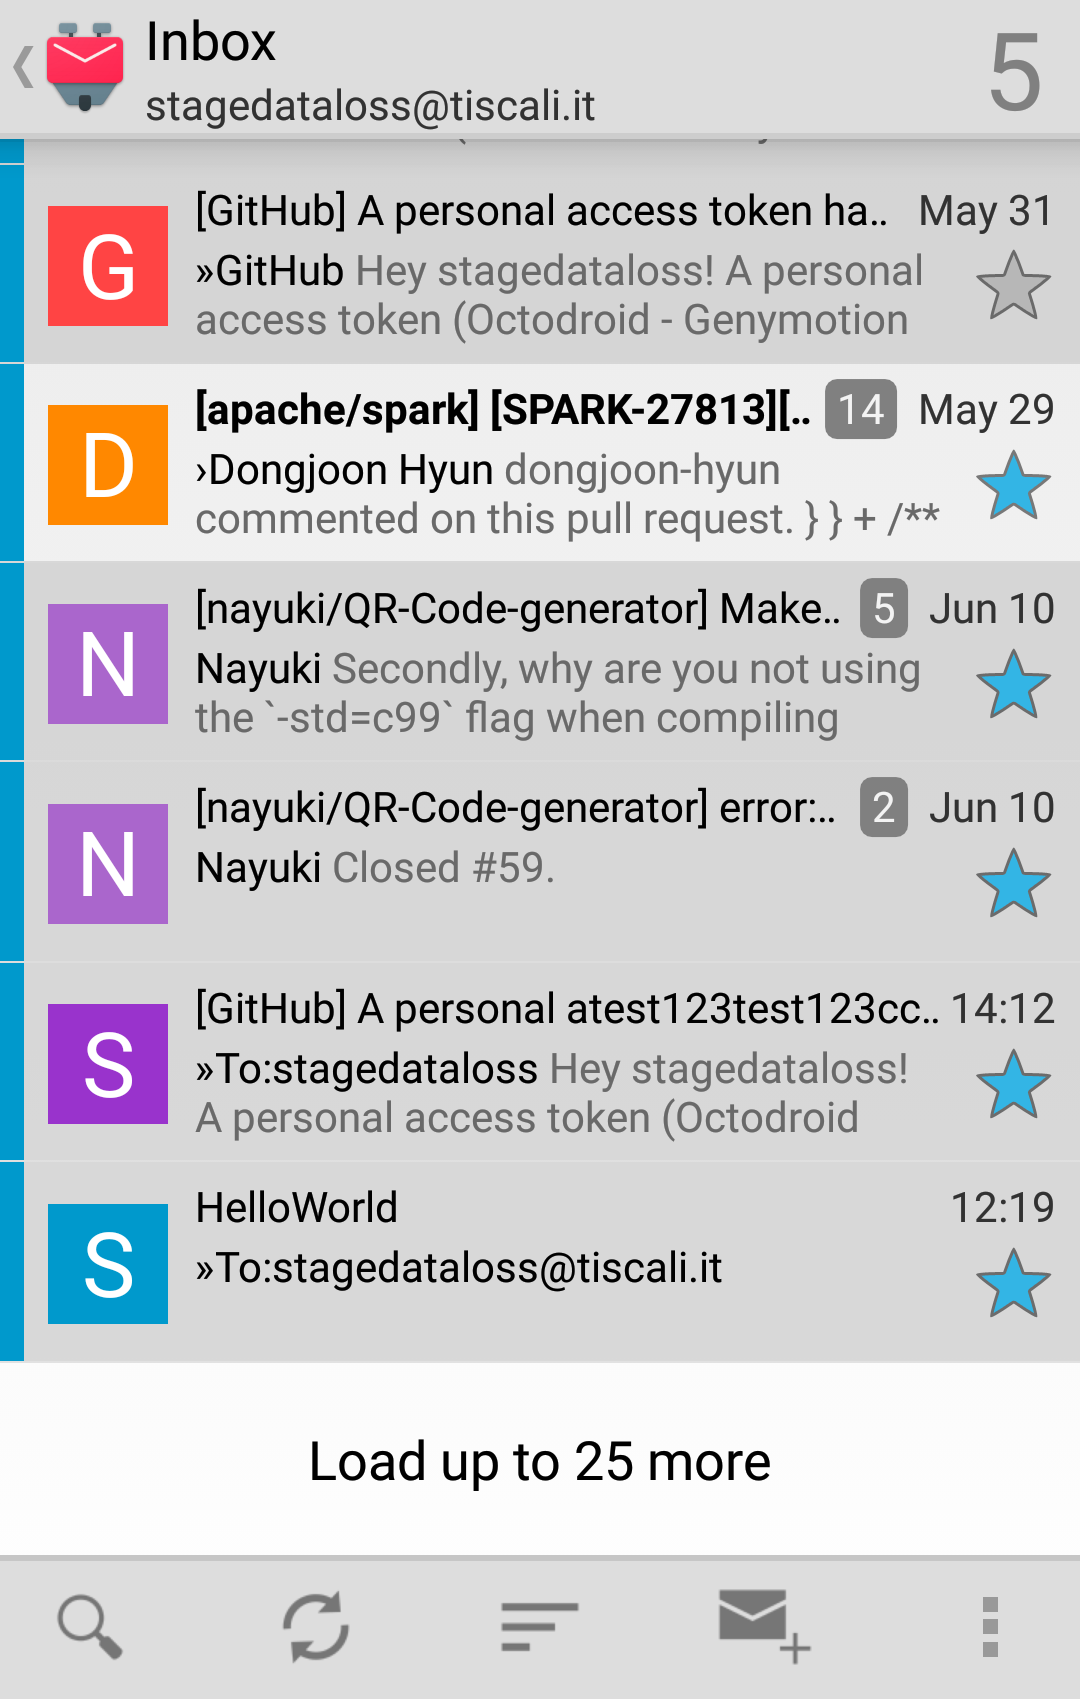 Inbox
stagedataloss@tiscali.it
5
G
[GitHub] A personal access token ha.. May 31
»GitHub Hey stagedataloss! A personal
access token (Octodroid - Genymotion
D
[apache/spark] [SPARK-27813][.. 14 May 29
›Dongjoon Hyun dongjoon-hyun
commented on this pull request. } } + /**
N
[nayuki/QR-Code-generator] Make.. 5 Jun 10
Nayuki Secondly, why are you not using
the `-std=c99` flag when compiling
N
[nayuki/QR-Code-generator] error:.. 2 Jun 10
Nayuki Closed #59.
S
[GitHub] A personal atest123test123cc.. 14:12
»To:stagedataloss Hey stagedataloss!
A personal access token (Octodroid
S
HelloWorld 12:19
»To:stagedataloss@tiscali.it
Load up to 25 more